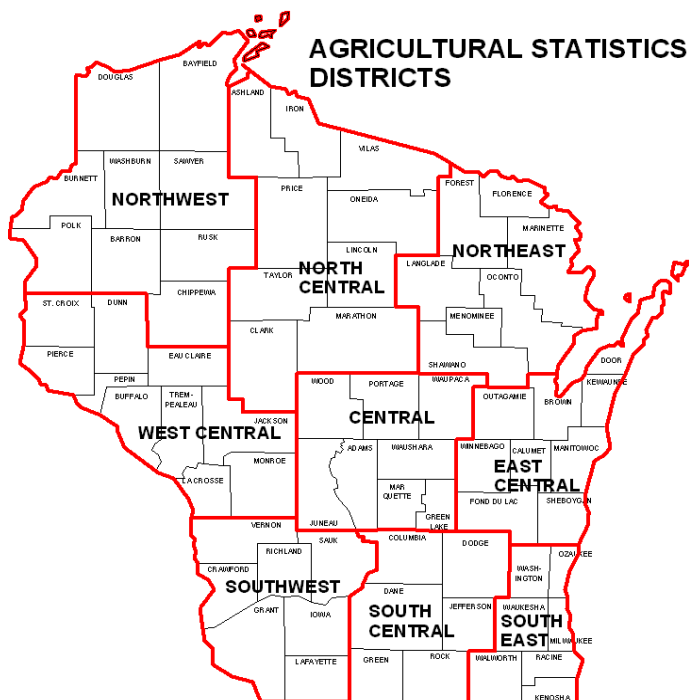 AGRICULTURAL STATISTICS
DISTRICTS
BAYFIELD
DOUGLAS
ASHLAND
IRON
VILAS
WASHBURN
SAWYER
BURNETT
PRICE
FOREST
FLORENCE
ONEIDA
NORTHWEST
POLK
MARINETTE
BARRON
RUSK
LINCOLN
NORTHEAST
LANGLADE
TAYLOR
NORTH
CENTRAL
OCONTO
CHIPPEWA
ST. CROIX
DUNN
MARATHON
MENOMINEE
CLARK
PIERCE
EAU CLAIRE
DOOR
SHAWANO
PEPIN
WOOD
PORTAGE
WAUPACA
KEWAUNEE
BUFFALO
TREM-
PEALEAU
OUTAGAMIE
BROWN
JACKSON
CENTRAL
WEST CENTRAL
ADAMS
WAUSHARA
WINNEBAGO
CALUMET
MANITOWOC
MONROE
EAST
CENTRAL
LACROSSE
MAR
QUETTE
FOND DU LAC
SHEBOYGAN
GREEN
LAKE
VERNON
JUNEAU
SAUK
COLUMBIA
DODGE
RICHLAND
OZAUKEE
CRAWFORD
WASH-
INGTON
SOUTHWEST
DANE
GRANT
IOWA
JEFFERSON
WAUKESHA
SOUTH
CENTRAL
SOUTH
EAST
MILWAUKEE
LAFAYETTE
GREEN
ROCK
WALWORTH
RACINE
KENOSHA